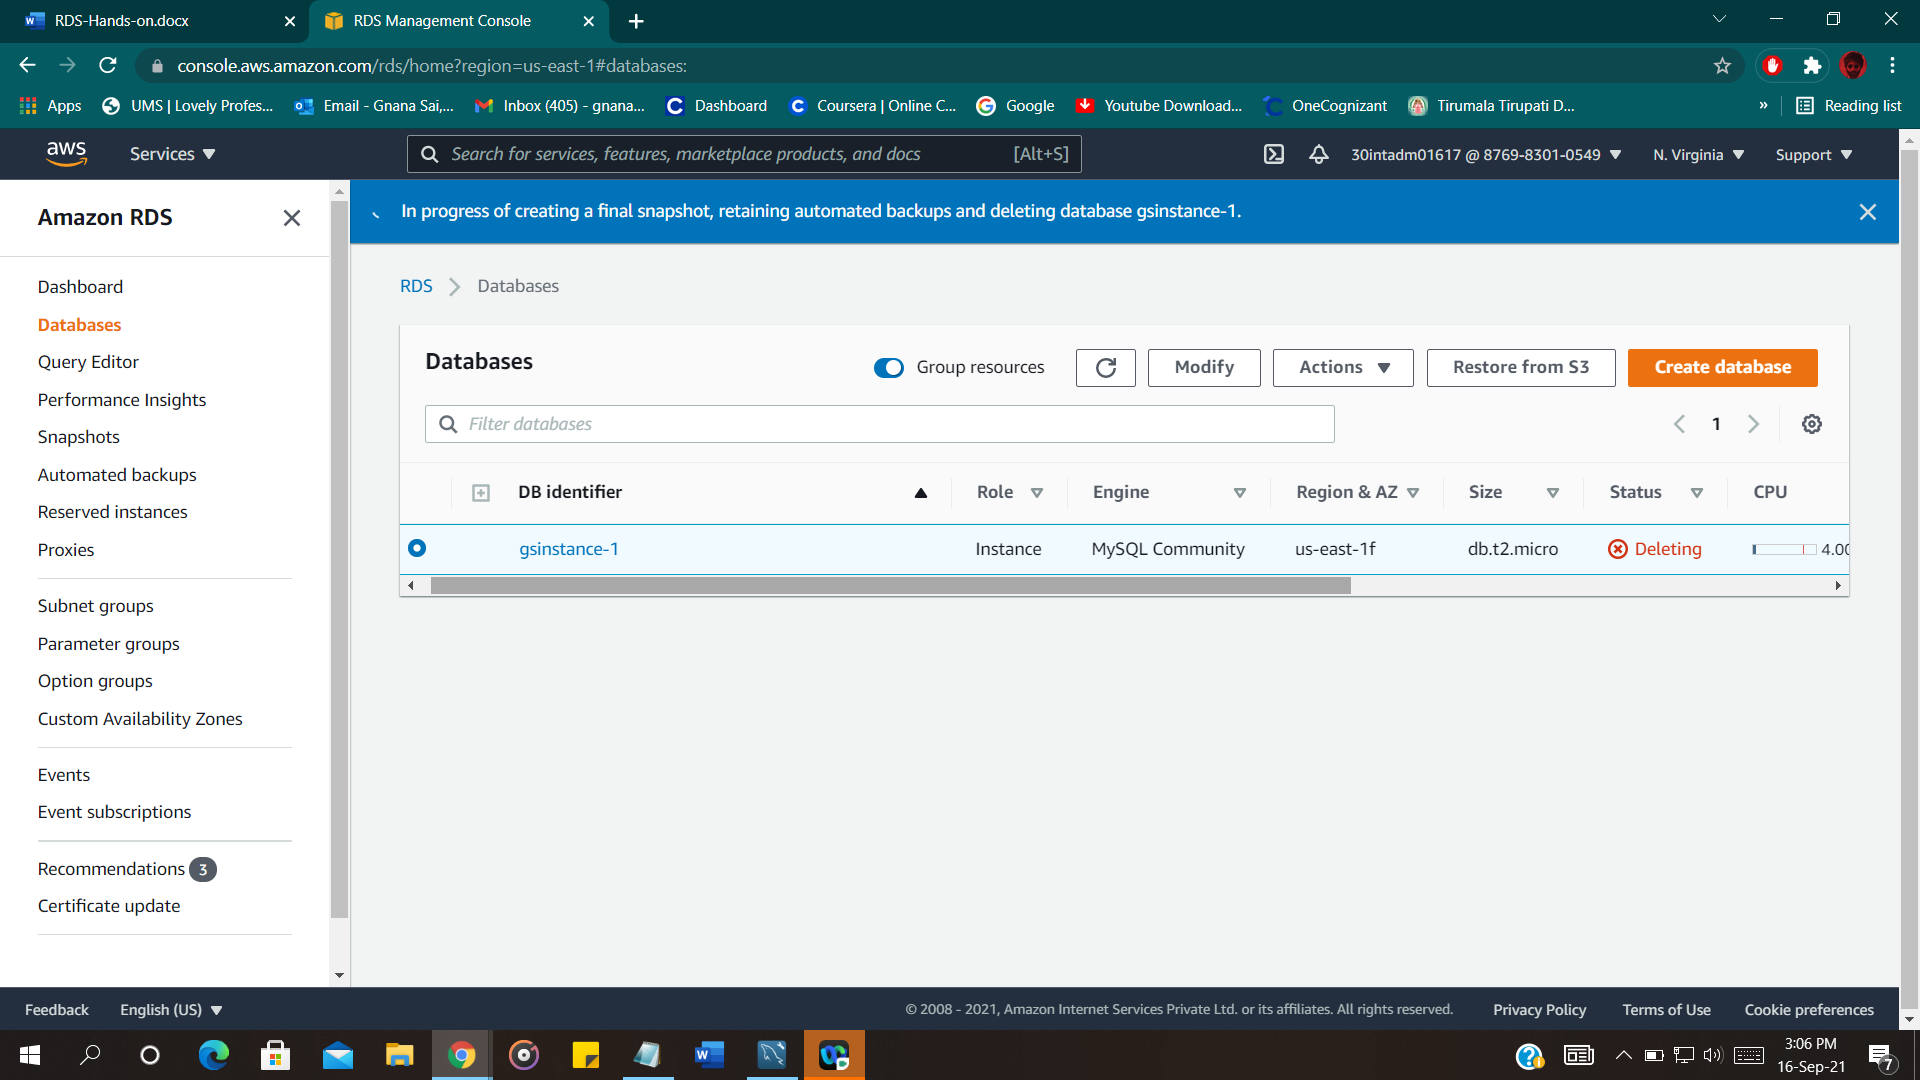 RDS-Hands-on.docx
RDS Management Console
console.aws.amazon.com/rds/home?region=us-east-1#databases:
Apps
UMS | Lovely Profes...
Email - Gnana Sai,...
Inbox (405) - gnana...
Dashboard
Coursera | Online C...
Google
Youtube Download...
OneCognizant
Tirumala Tirupati D...
»
Reading list
aws
Services
Search for services, features, marketplace products, and docs
[Alt+S]
30intadm01617 @ 8769-8301-0549
N. Virginia
Support
Amazon RDS
Dashboard
Databases
Query Editor
Performance Insights
Snapshots
Automated backups
Reserved instances
Proxies
Subnet groups
Parameter groups
Option groups
Custom Availability Zones
Events
Event subscriptions
Recommendations 3
Certificate update
In progress of creating a final snapshot, retaining automated backups and deleting database gsinstance-1.
RDS
Databases
Databases
Group resources
Modify
Actions
Restore from S3
Create database
Filter databases
1
DB identifier
Role
Engine
Region & AZ
Size
Status
CPU
gsinstance-1
Instance
MySQL Community
us-east-1f
db.t2.micro
Deleting
4.00
Feedback
English (US)
© 2008 - 2021, Amazon Internet Services Private Ltd. or its affiliates. All rights reserved.
Privacy Policy
Terms of Use
Cookie preferences
3:06 PM
16-Sep-21
7